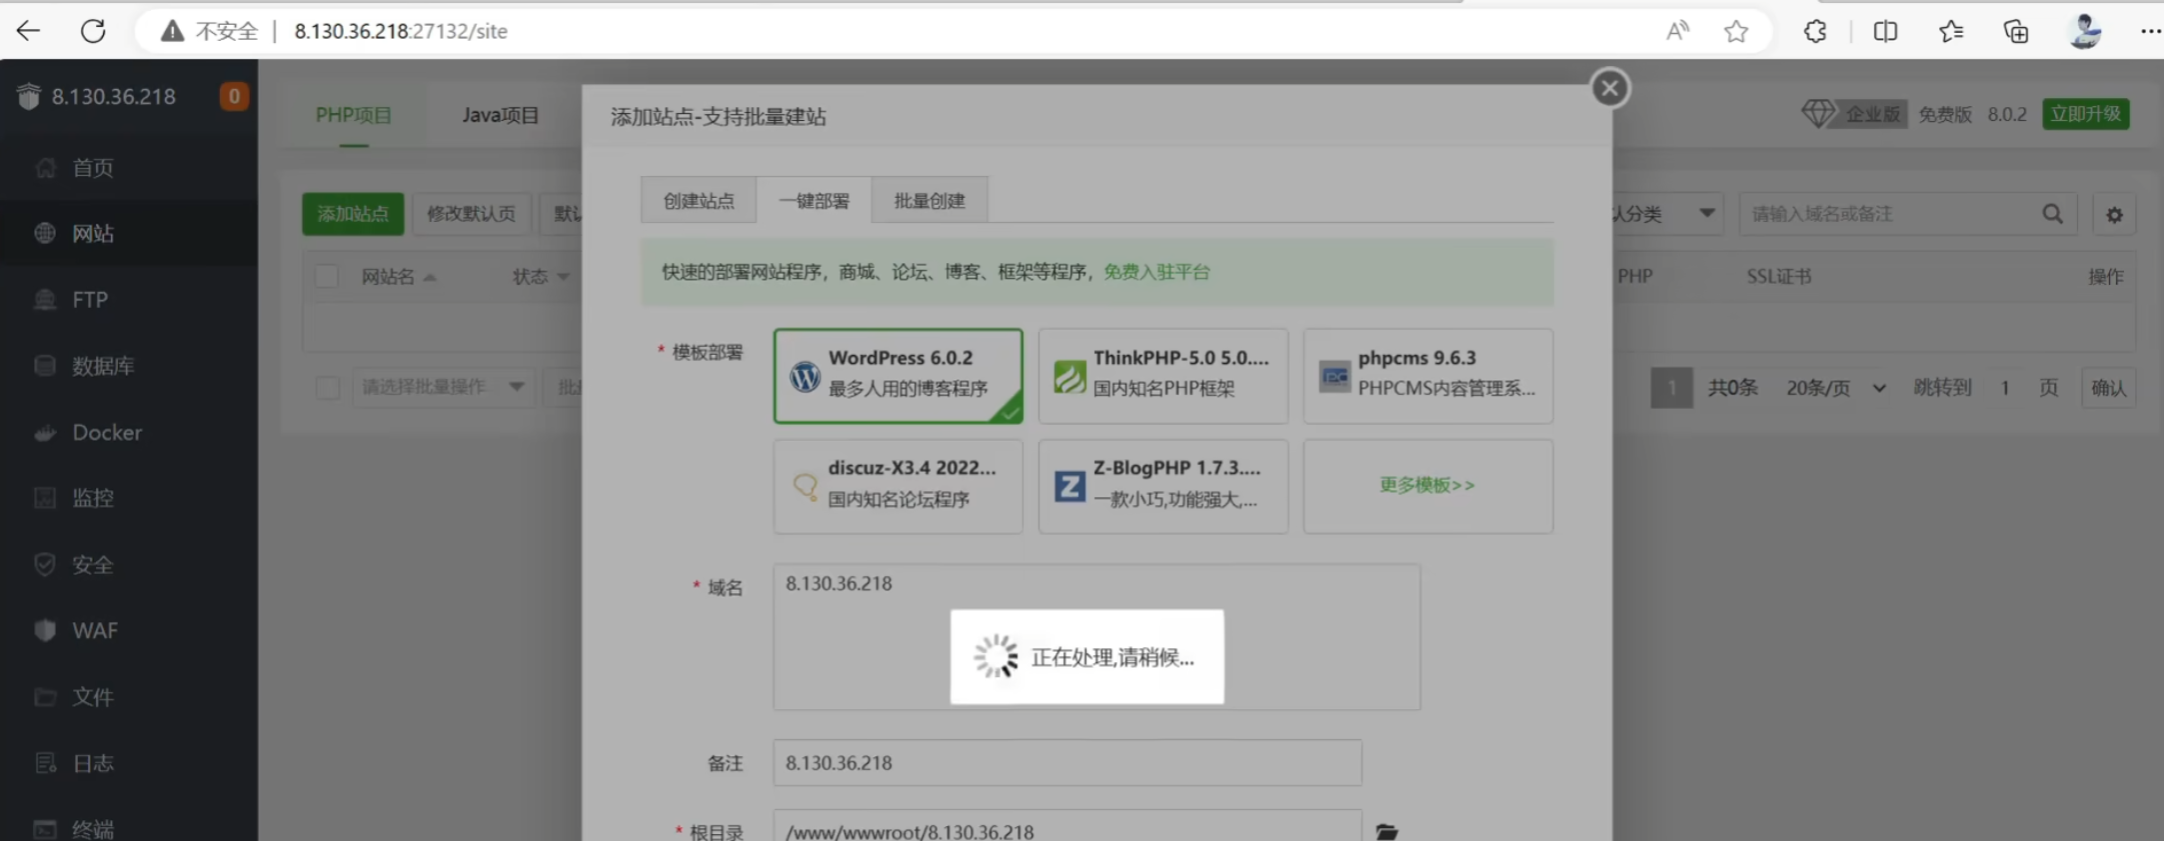 不安全 | 8.130.36.218:27132/site
8.130.36.218 0
首页
网站
FTP
数据库
Docker
监控
安全
WAF
文件
日志
终端
PHP项目 Java项目
企业版 免费版 8.0.2 立即升级
添加站点 修改默认页 默认
认分类 请输入域名或备注
网站名 状态 PHP SSL证书 操作
请选择批量操作 批
1 共0条 20条/页 跳转到 1 页 确认
添加站点-支持批量建站
创建站点 一键部署 批量创建
快速的部署网站程序，商城、论坛、博客、框架等程序，免费入驻平台
* 模板部署
WordPress 6.0.2
最多人用的博客程序
ThinkPHP-5.0 5.0....
国内知名PHP框架
phpcms 9.6.3
PHPCMS内容管理系...
discuz-X3.4 2022...
国内知名论坛程序
Z-BlogPHP 1.7.3....
一款小巧,功能强大,...
更多模板>>
* 域名 8.130.36.218
正在处理,请稍候...
备注 8.130.36.218
* 根目录 /www/wwwroot/8.130.36.218